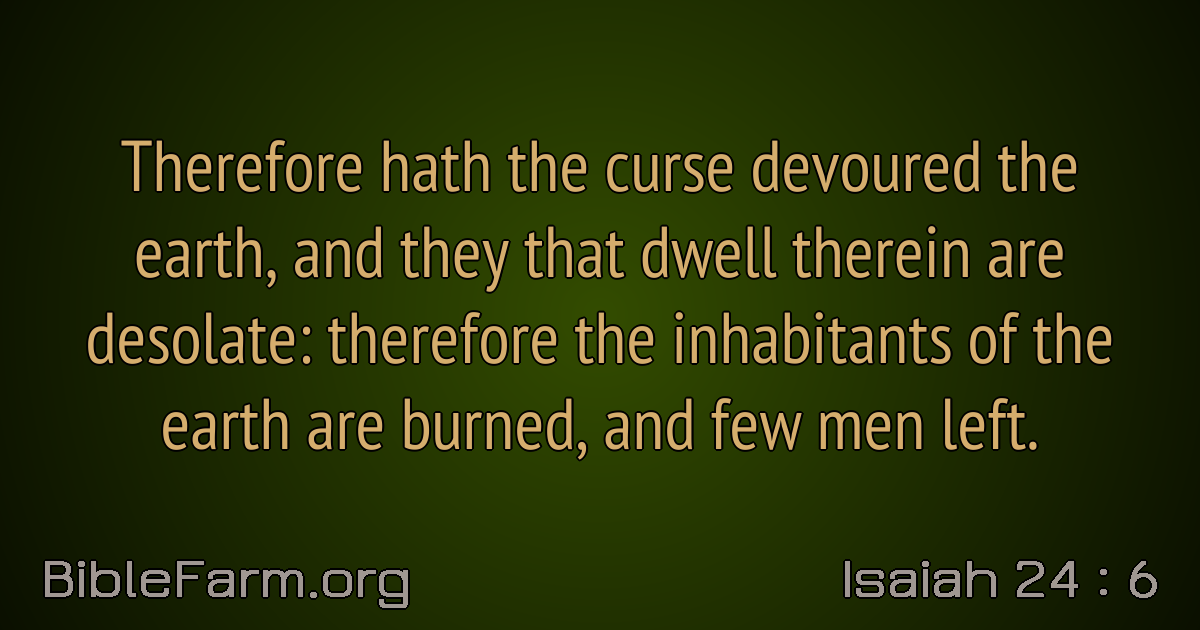 Therefore hath the curse devoured the
earth, and they that dwell therein are
desolate: therefore the inhabitants of the
earth are burned, and few men left.
BibleFarm.org
Isaiah 24 : 6